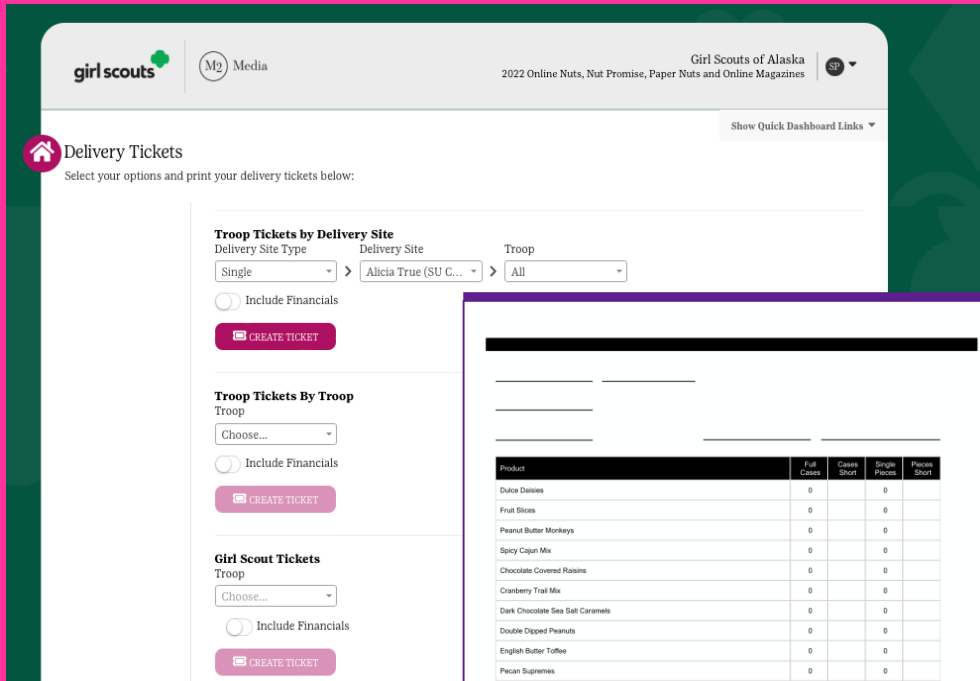 girl scouts
M2 Media
Girl Scouts of Alaska
2022 Online Nuts, Nut Promise, Paper Nuts and Online Magazines
SP
Show Quick Dashboard Links
Delivery Tickets
Select your options and print your delivery tickets below:
Troop Tickets by Delivery Site
Delivery Site Type Delivery Site Troop
Single Alicia True (SU C... All
Include Financials
CREATE TICKET
Troop Tickets By Troop
Troop
Choose...
Include Financials
CREATE TICKET
Girl Scout Tickets
Troop
Choose...
Include Financials
CREATE TICKET
Product Full Cases Cases Short Single Pieces Pieces Short
Dulce Daisies 0 0
Fruit Slices 0 0
Peanut Butter Monkeys 0 0
Spicy Cajun Mix 0 0
Chocolate Covered Raisins 0 0
Cranberry Trail Mix 0 0
Dark Chocolate Sea Salt Caramels 0 0
Double Dipped Peanuts 0 0
English Butter Toffee 0 0
Pecan Supremes 0 0